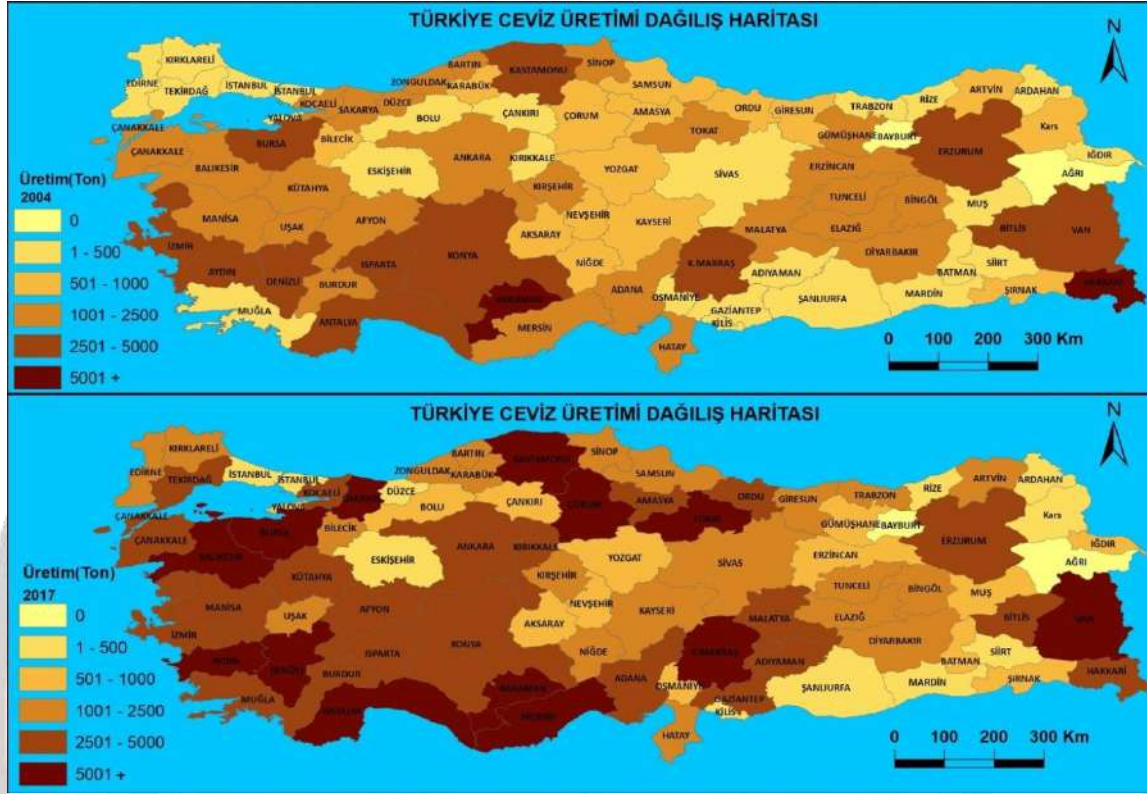 TÜRKİYE CEVİZ ÜRETİMİ DAĞILIŞ HARİTASI
N
KIRKLARELİ
EDİRNE
TEKİRDAĞ
İSTANBUL
İSTANBUL
KOCAELİ
YALOVA
SAKARYA
DÜZCE
ZONGULDAK
BARTIN
KARABÜK
KASTAMONU
SİNOP
SAMSUN
BOLU
ÇANKIRI
ÇORUM
AMASYA
ORDU
GİRESUN
TRABZON
RİZE
ARTVİN
ARDAHAN
ÇANAKKALE
ÇANAKKALE
BURSA
BİLECİK
TOKAT
GÜMÜŞHANE
BAYBURT
Kars
BALIKESİR
ESKİŞEHİR
ANKARA
KIRIKKALE
YOZGAT
SİVAS
ERZİNCAN
ERZURUM
IĞDIR
AĞRI
KÜTAHYA
KIRŞEHİR
TUNCELİ
BİNGÖL
MUŞ
MANİSA
UŞAK
AFYON
NEVŞEHİR
KAYSERİ
MALATYA
ELAZIĞ
BİTLİS
VAN
İZMİR
AKSARAY
KONYA
ISPARTA
NİĞDE
K.MARAŞ
ADIYAMAN
DİYARBAKIR
BATMAN
SİİRT
AYDIN
DENİZLİ
BURDUR
ADANA
OSMANİYE
GAZİANTEP
ŞANLIURFA
MARDİN
ŞIRNAK
MUĞLA
ANTALYA
MERSİN
KİLİS
HATAY
Üretim(Ton)
2004
0
1 - 500
501 - 1000
1001 - 2500
2501 - 5000
5001 +
0 100 200 300 Km
TÜRKİYE CEVİZ ÜRETİMİ DAĞILIŞ HARİTASI
N
KIRKLARELİ
EDİRNE
TEKİRDAĞ
İSTANBUL
İSTANBUL
KOCAELİ
YALOVA
DÜZCE
ZONGULDAK
BARTIN
KARABÜK
SİNOP
SAMSUN
BOLU
ÇANKIRI
AMASYA
ORDU
GİRESUN
TRABZON
RİZE
ARTVİN
ARDAHAN
ÇANAKKALE
ÇANAKKALE
BİLECİK
GÜMÜŞHANE
BAYBURT
Kars
ESKİŞEHİR
ANKARA
KIRIKKALE
YOZGAT
SİVAS
ERZİNCAN
ERZURUM
IĞDIR
AĞRI
KÜTAHYA
KIRŞEHİR
TUNCELİ
BİNGÖL
MUŞ
MANİSA
UŞAK
AFYON
NEVŞEHİR
KAYSERİ
MALATYA
ELAZIĞ
BİTLİS
İZMİR
AKSARAY
KONYA
ISPARTA
NİĞDE
ADIYAMAN
DİYARBAKIR
BATMAN
SİİRT
BURDUR
ADANA
OSMANİYE
GAZİANTEP
ŞANLIURFA
MARDİN
ŞIRNAK
HAKKARİ
MUĞLA
KİLİS
HATAY
Üretim(Ton)
2017
0
1 - 500
501 - 1000
1001 - 2500
2501 - 5000
5001 +
0 100 200 300 Km